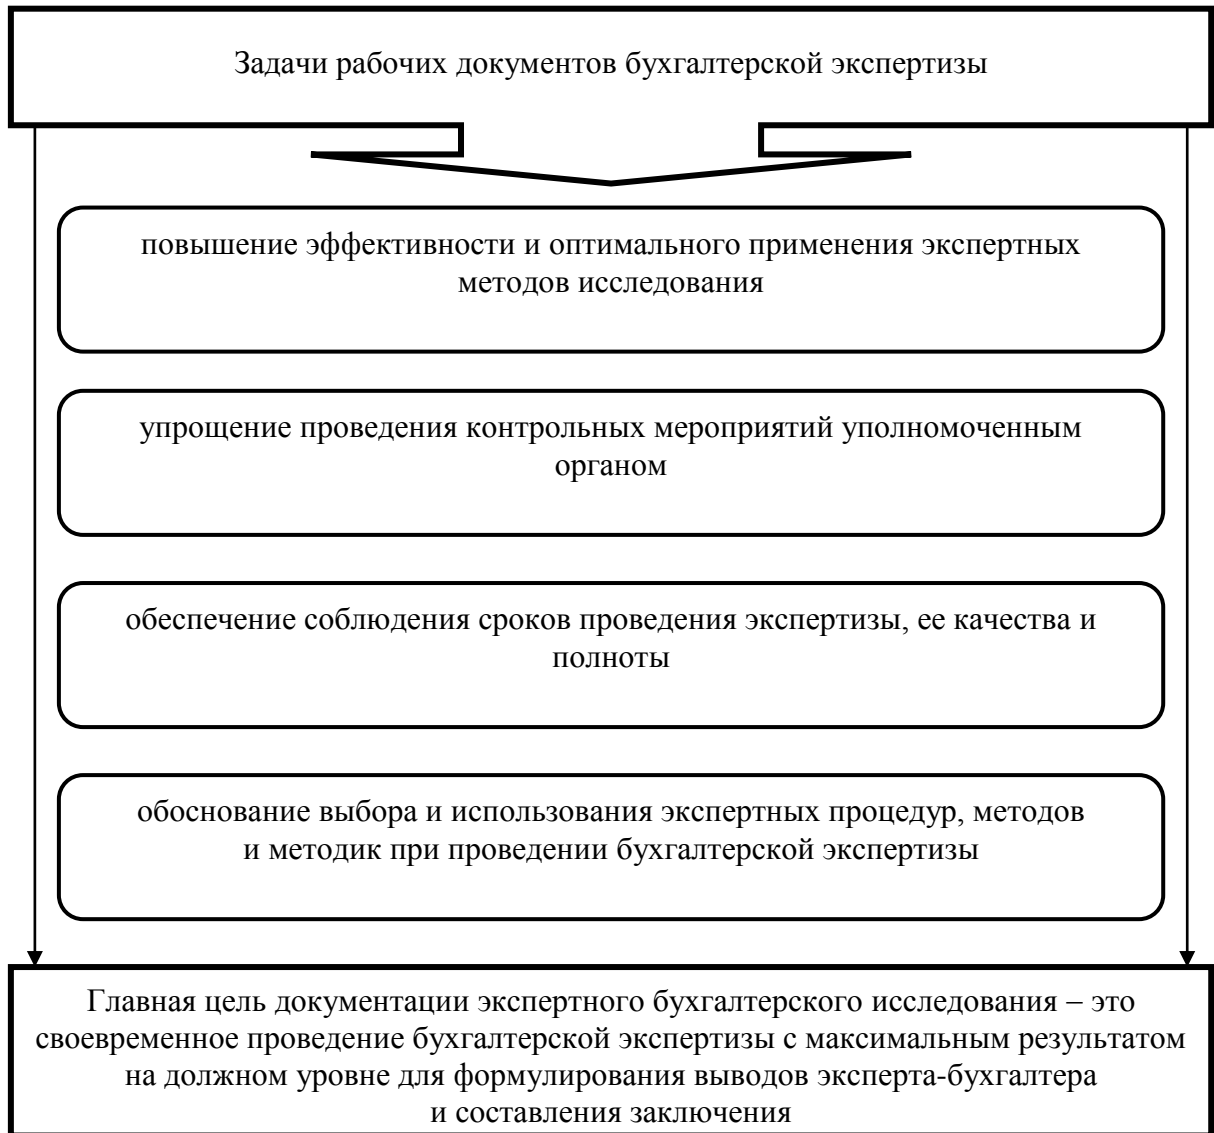 Задачи рабочих документов бухгалтерской экспертизы
повышение эффективности и оптимального применения экспертных
методов исследования
упрощение проведения контрольных мероприятий уполномоченным
органом
обеспечение соблюдения сроков проведения экспертизы, ее качества и
полноты
обоснование выбора и использования экспертных процедур, методов
и методик при проведении бухгалтерской экспертизы
Главная цель документации экспертного бухгалтерского исследования – это
своевременное проведение бухгалтерской экспертизы с максимальным результатом
на должном уровне для формулирования выводов эксперта-бухгалтера
и составления заключения